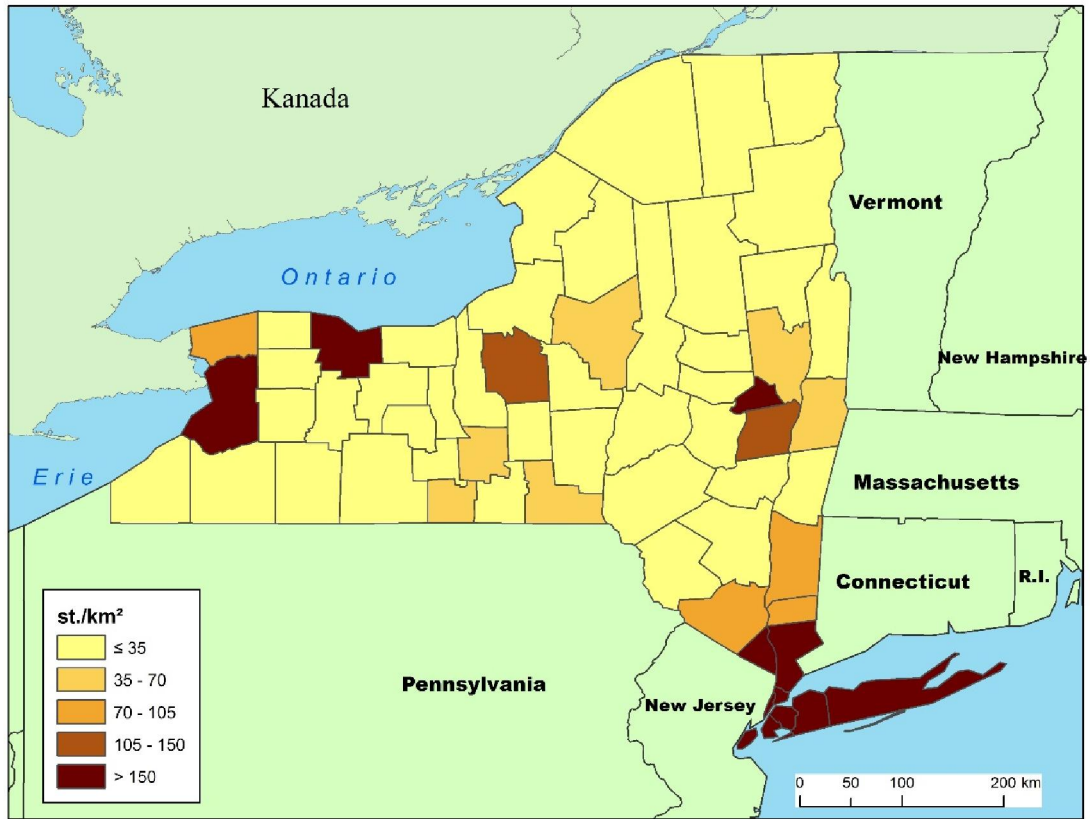 Kanada
Vermont
Ontario
New Hampshire
Erie
Massachusetts
Connecticut
R.I.
Pennsylvania
New Jersey
st./km²
≤ 35
35 - 70
70 - 105
105 - 150
> 150
0 50 100 200 km